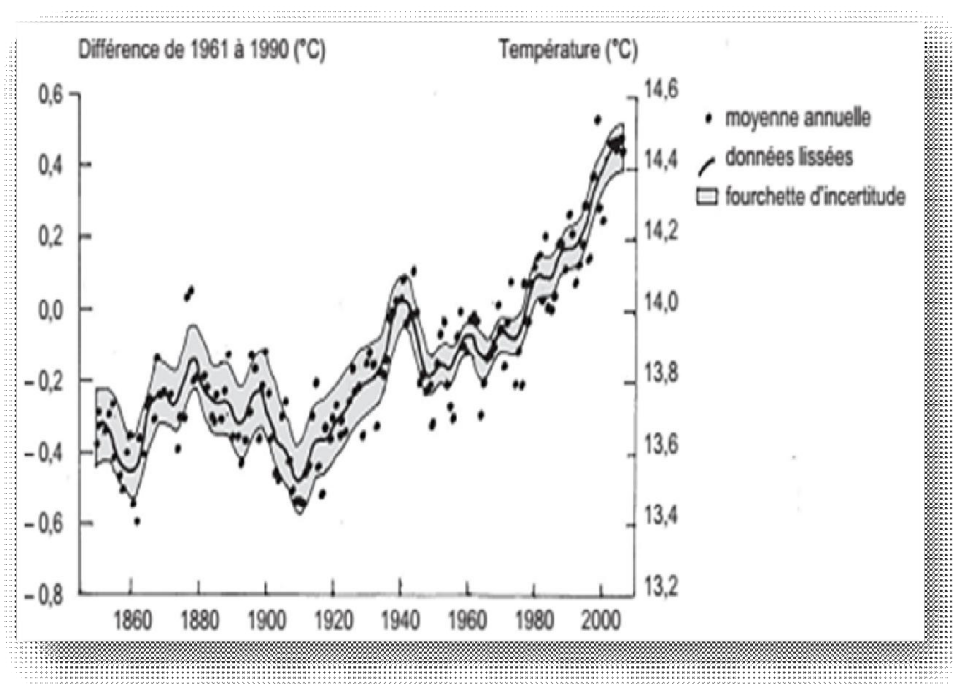 Différence de 1961 à 1990 (°C)
Température (°C)
0,6
0,4
0,2
0,0
– 0,2
– 0,4
– 0,6
– 0,8
14,6
14,4
14,2
14,0
13,8
13,6
13,4
13,2
moyenne annuelle
données lissées
fourchette d'incertitude
1860 1880 1900 1920 1940 1960 1980 2000